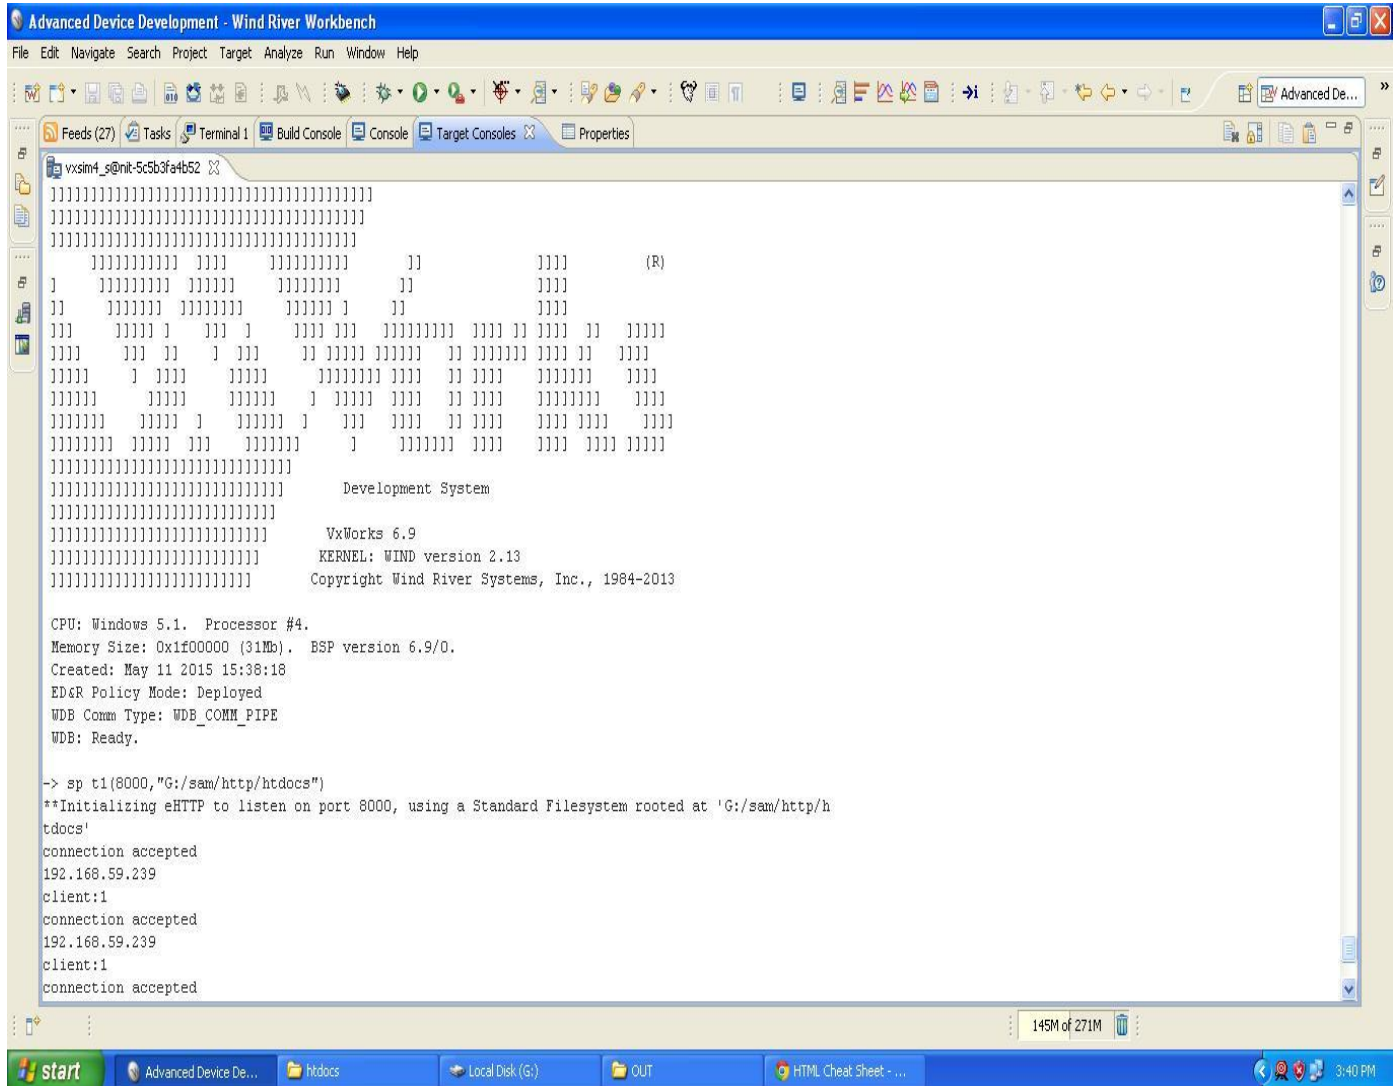 Advanced Device Development - Wind River Workbench
File Edit Navigate Search Project Target Analyze Run Window Help
Advanced De...
Feeds (27) Tasks Terminal 1 Build Console Console Target Consoles Properties
vxsim4_s@nit-5c5b3fa4b52
VxWorks (R)
Development System
VxWorks 6.9
KERNEL: WIND version 2.13
Copyright Wind River Systems, Inc., 1984-2013
CPU: Windows 5.1. Processor #4.
Memory Size: 0x1f00000 (31Mb). BSP version 6.9/0.
Created: May 11 2015 15:38:18
ED&R Policy Mode: Deployed
WDB Comm Type: WDB_COMM_PIPE
WDB: Ready.
-> sp t1(8000,"G:/sam/http/htdocs")
**Initializing eHTTP to listen on port 8000, using a Standard Filesystem rooted at 'G:/sam/http/h
tdocs'
connection accepted
192.168.59.239
client:1
connection accepted
192.168.59.239
client:1
connection accepted
145M of 271M
start Advanced Device De... htdocs Local Disk (G:) OUT HTML Cheat Sheet - ... 3:40 PM